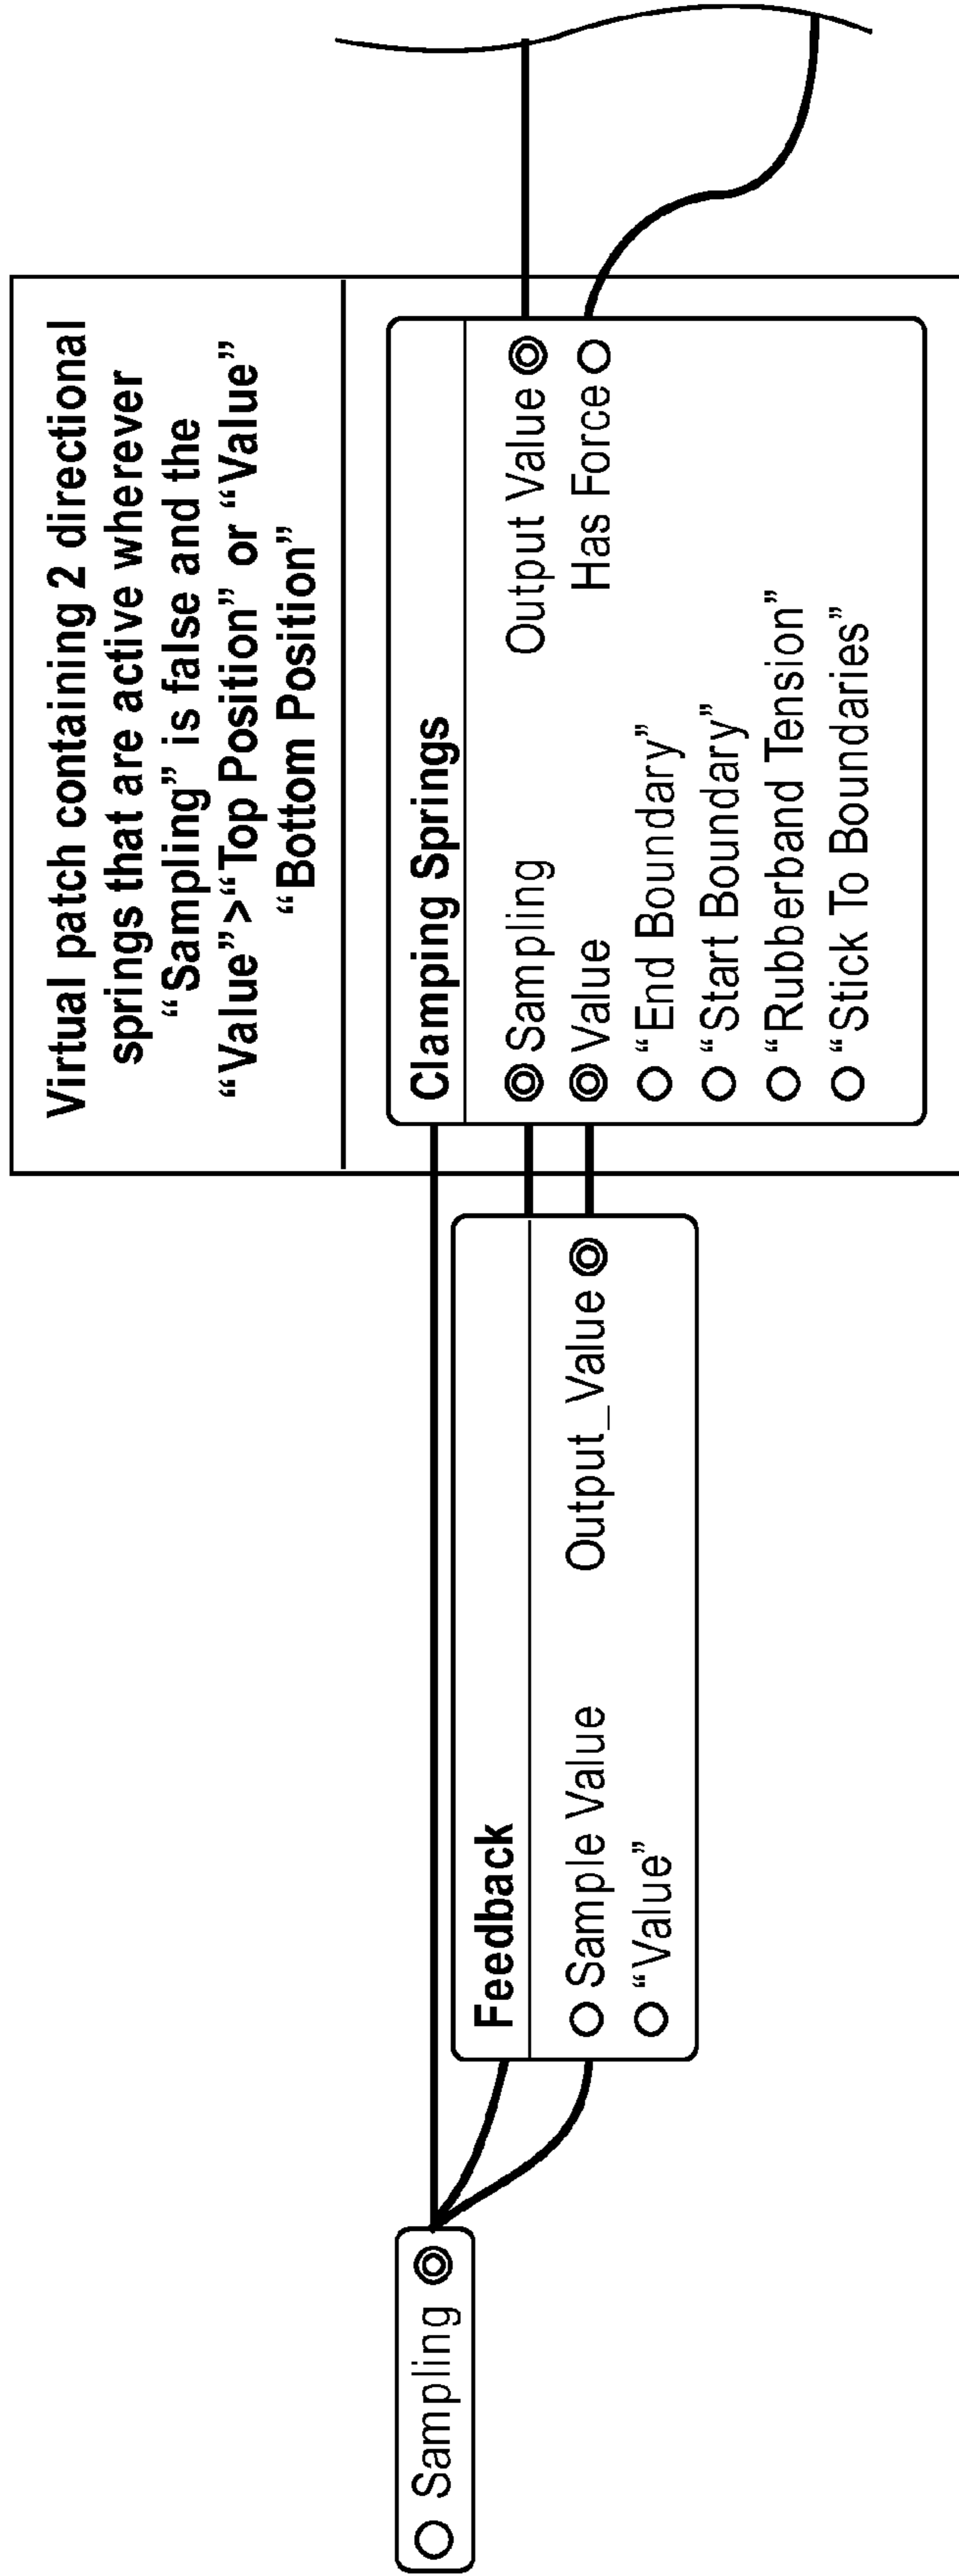 Virtual patch containing 2 directional
springs that are active wherever
“Sampling” is false and the
“Value”>“Top Position” or “Value”
“Bottom Position”
Sampling
Feedback
Sample Value Output_Value
“Value”
Clamping Springs
Sampling Output Value
Value Has Force
“End Boundary”
“Start Boundary”
“Rubberband Tension”
“Stick To Boundaries”